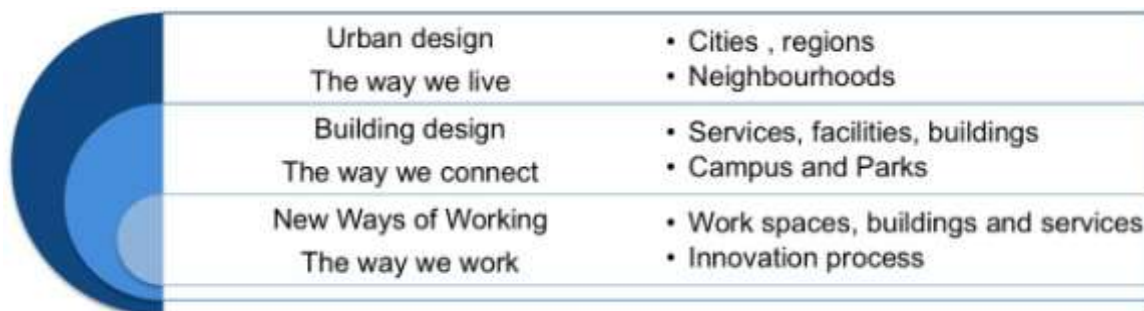 Urban design
The way we live
• Cities , regions
• Neighbourhoods
Building design
The way we connect
• Services, facilities, buildings
• Campus and Parks
New Ways of Working
The way we work
• Work spaces, buildings and services
• Innovation process